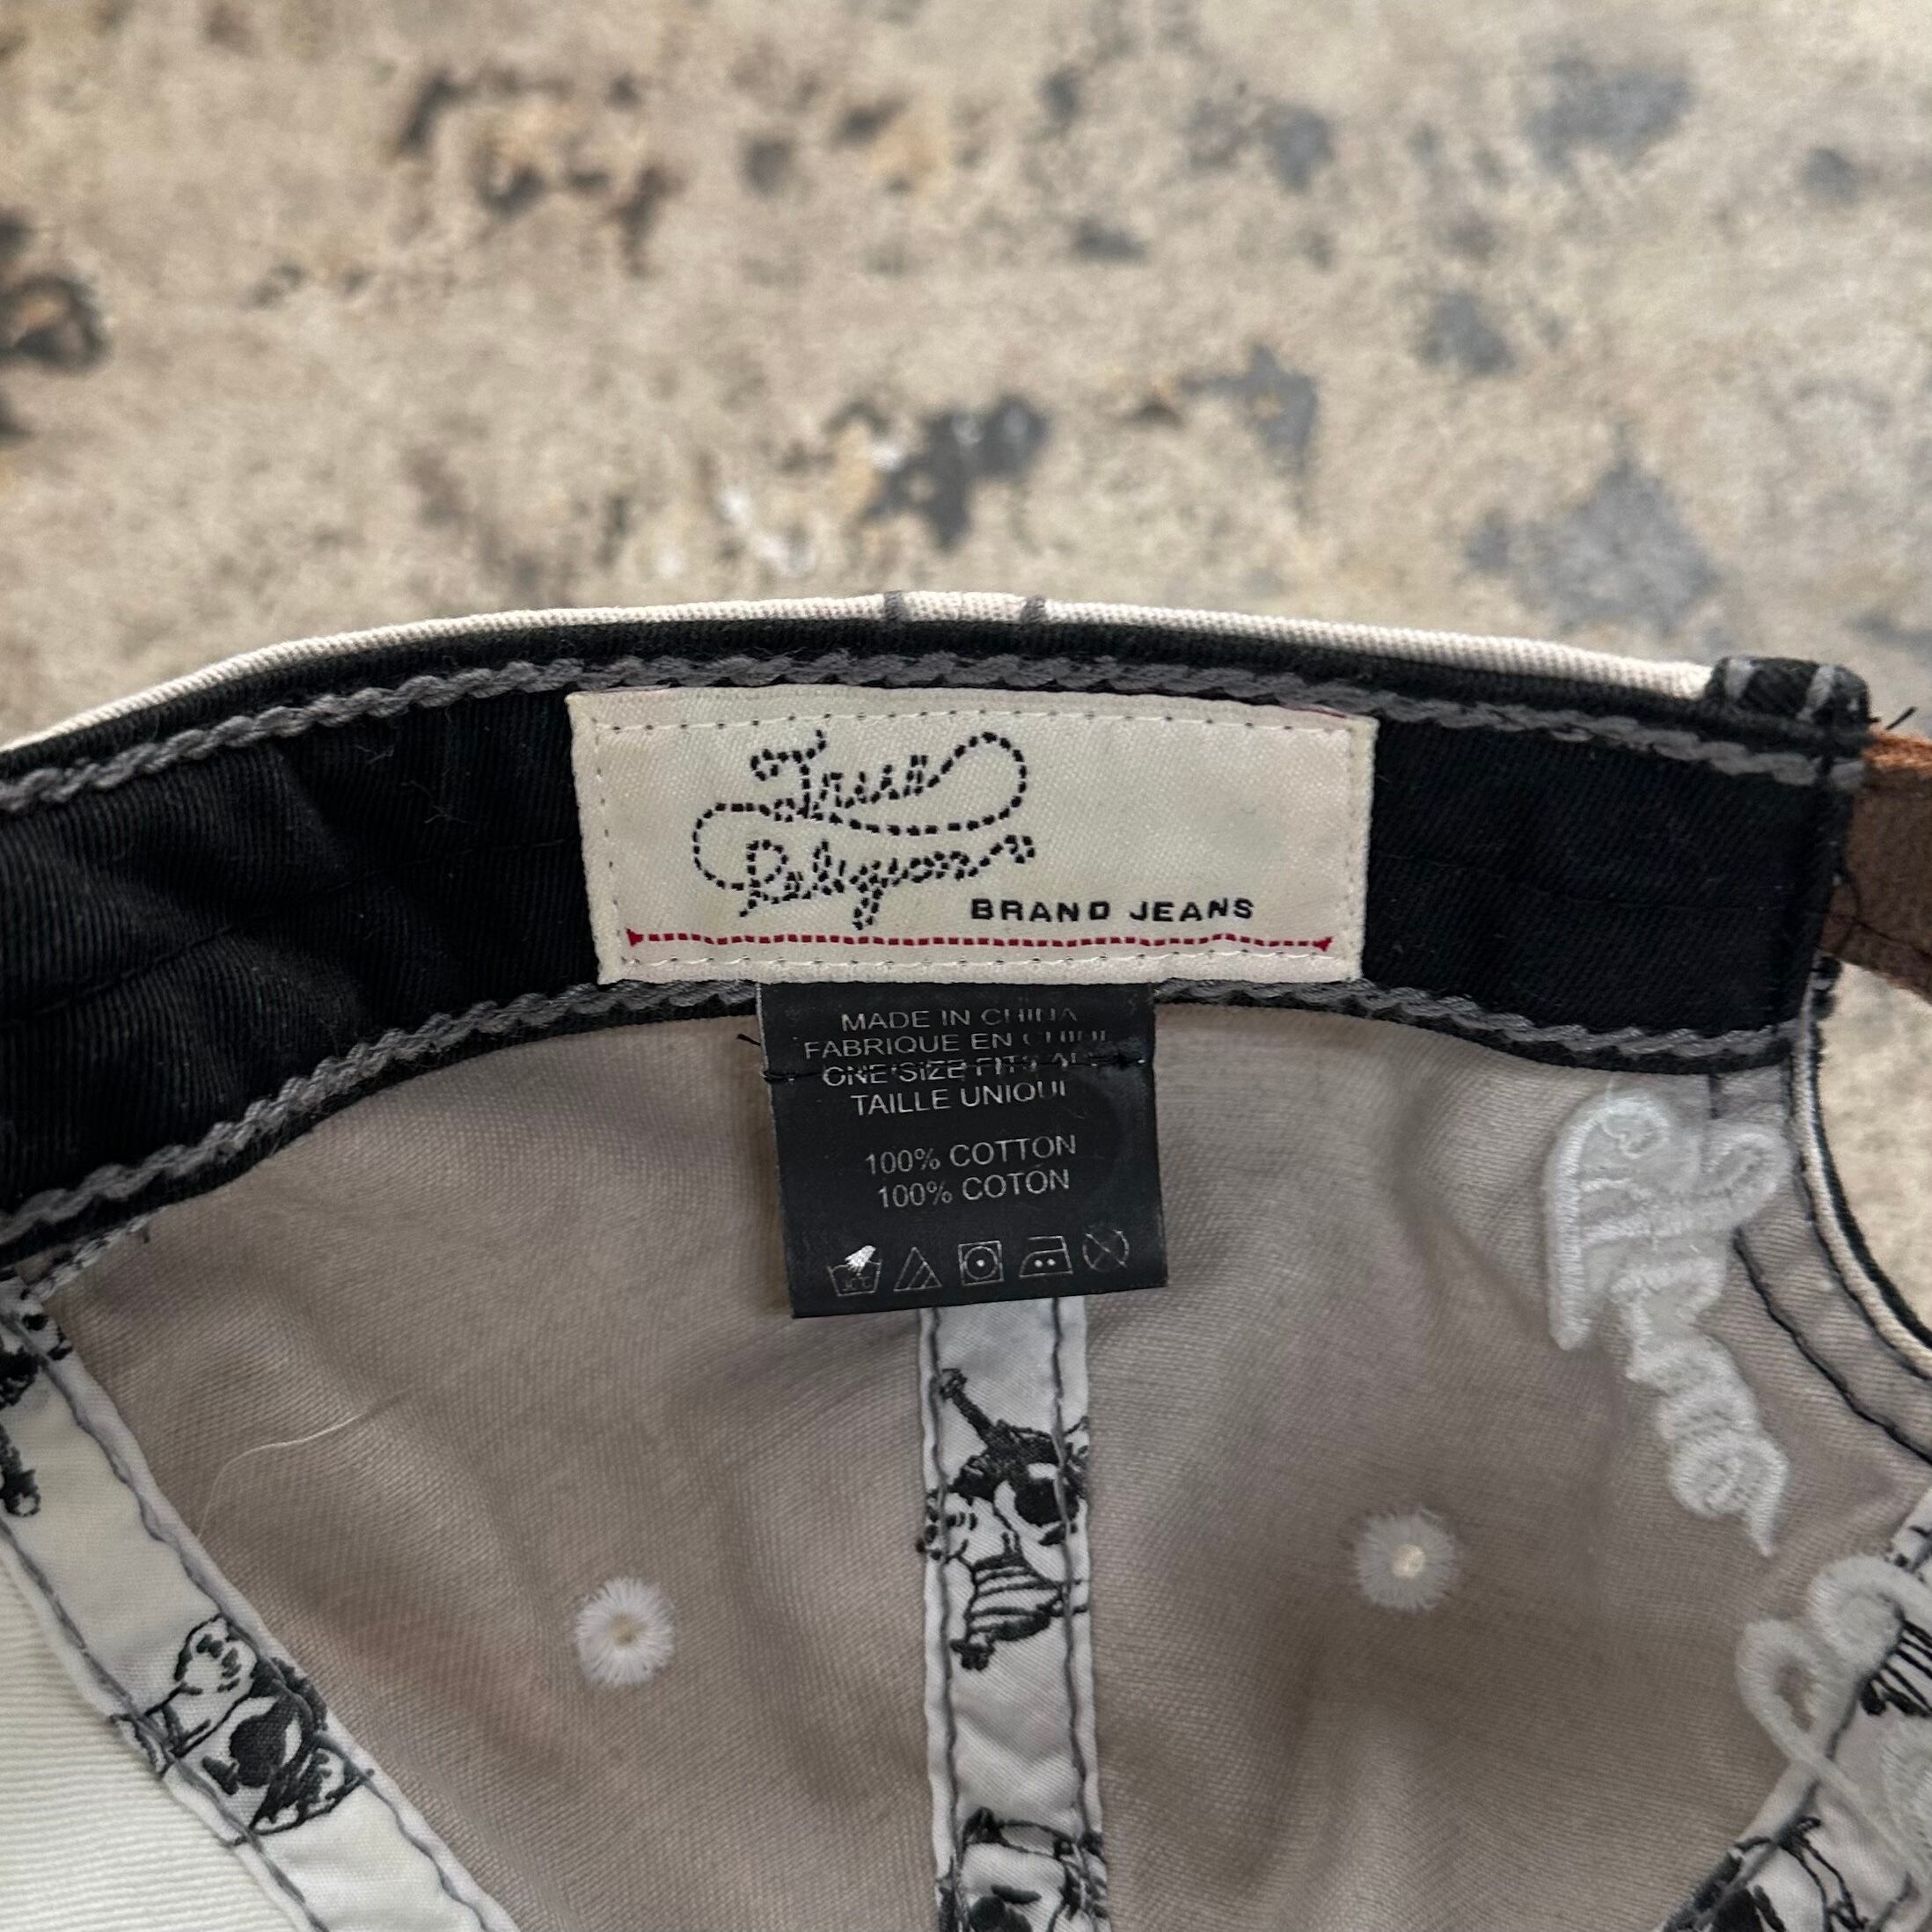 True
Religion
BRAND JEANS
MADE IN CHINA
FABRIQUE EN CHINE
ONE SIZE FITS ALL
TAILLE UNIQUE
100% COTTON
100% COTON